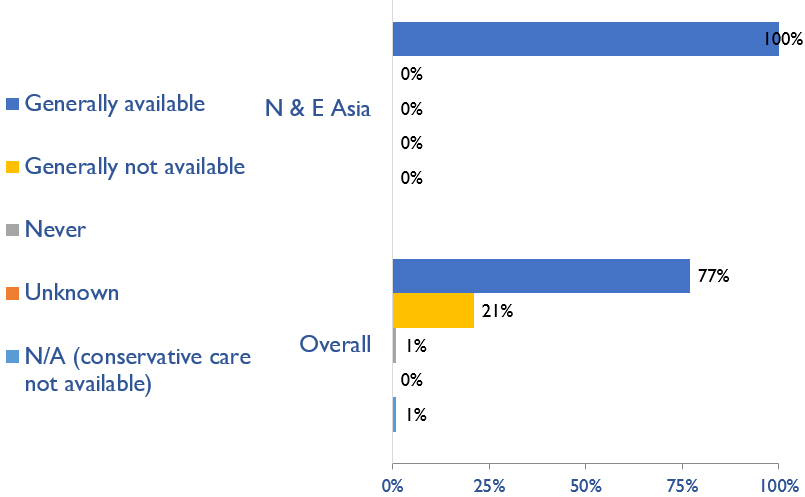 Generally available
Generally not available
Never
Unknown
N/A (conservative care
not available)
N & E Asia
100%
0%
0%
0%
0%
Overall
77%
21%
1%
0%
1%
0%
25%
50%
75%
100%